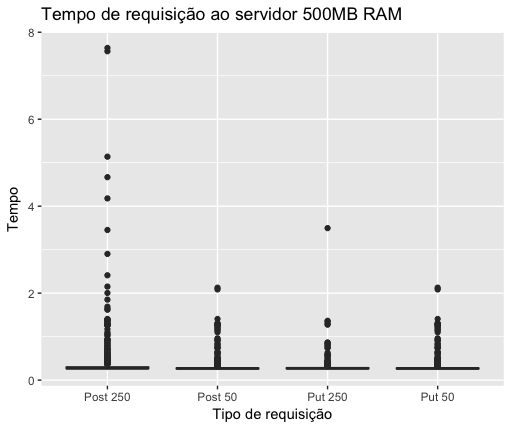 Tempo de requisição ao servidor 500MB RAM
8
6
4
2
0
Tempo
Post 250
Post 50
Put 250
Put 50
Tipo de requisição